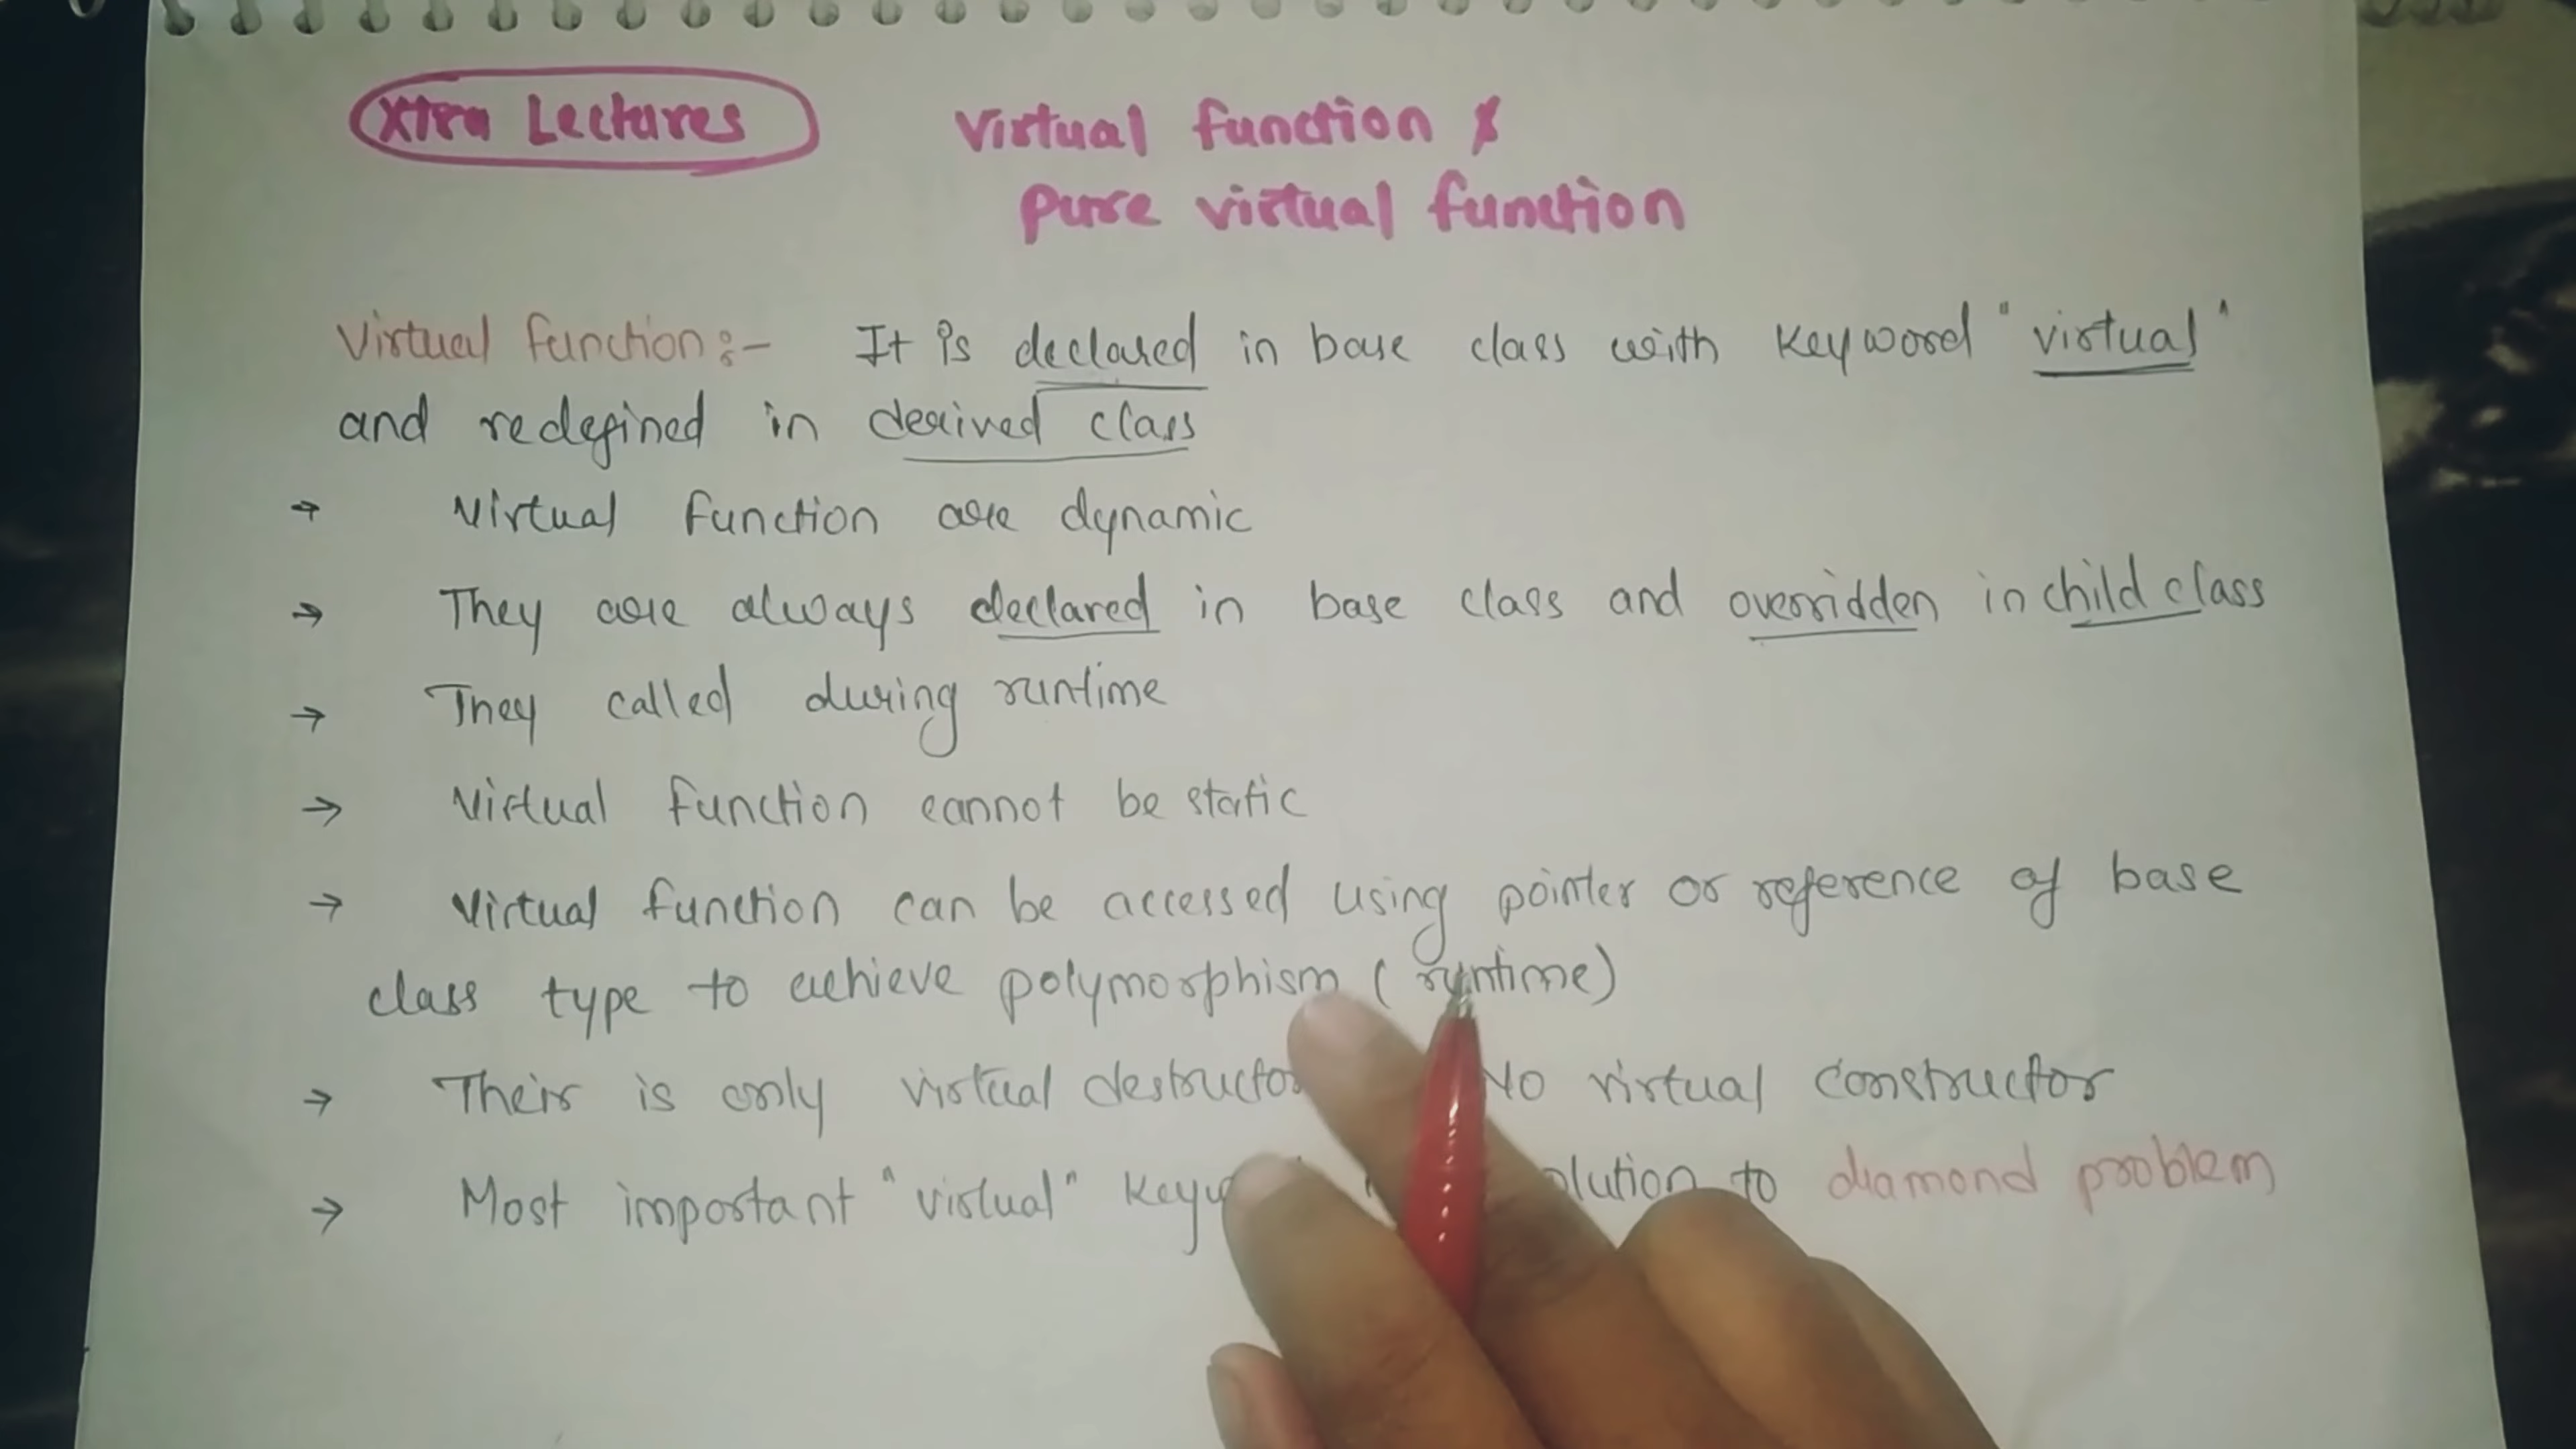 Xtra Lectures
Virtual function &
pure virtual function
Virtual function :- It is declared in base class with keyword "virtual"
and redefined in derived class
→ Virtual function are dynamic
→ They are always declared in base class and overridden in child class
→ They called during runtime
→ Virtual function cannot be static
→ Virtual function can be accessed using pointer or reference of base
class type to achieve polymorphism (runtime)
→ Their is only virtual destructor No virtual constructor
→ Most important "virtual" to diamond problem